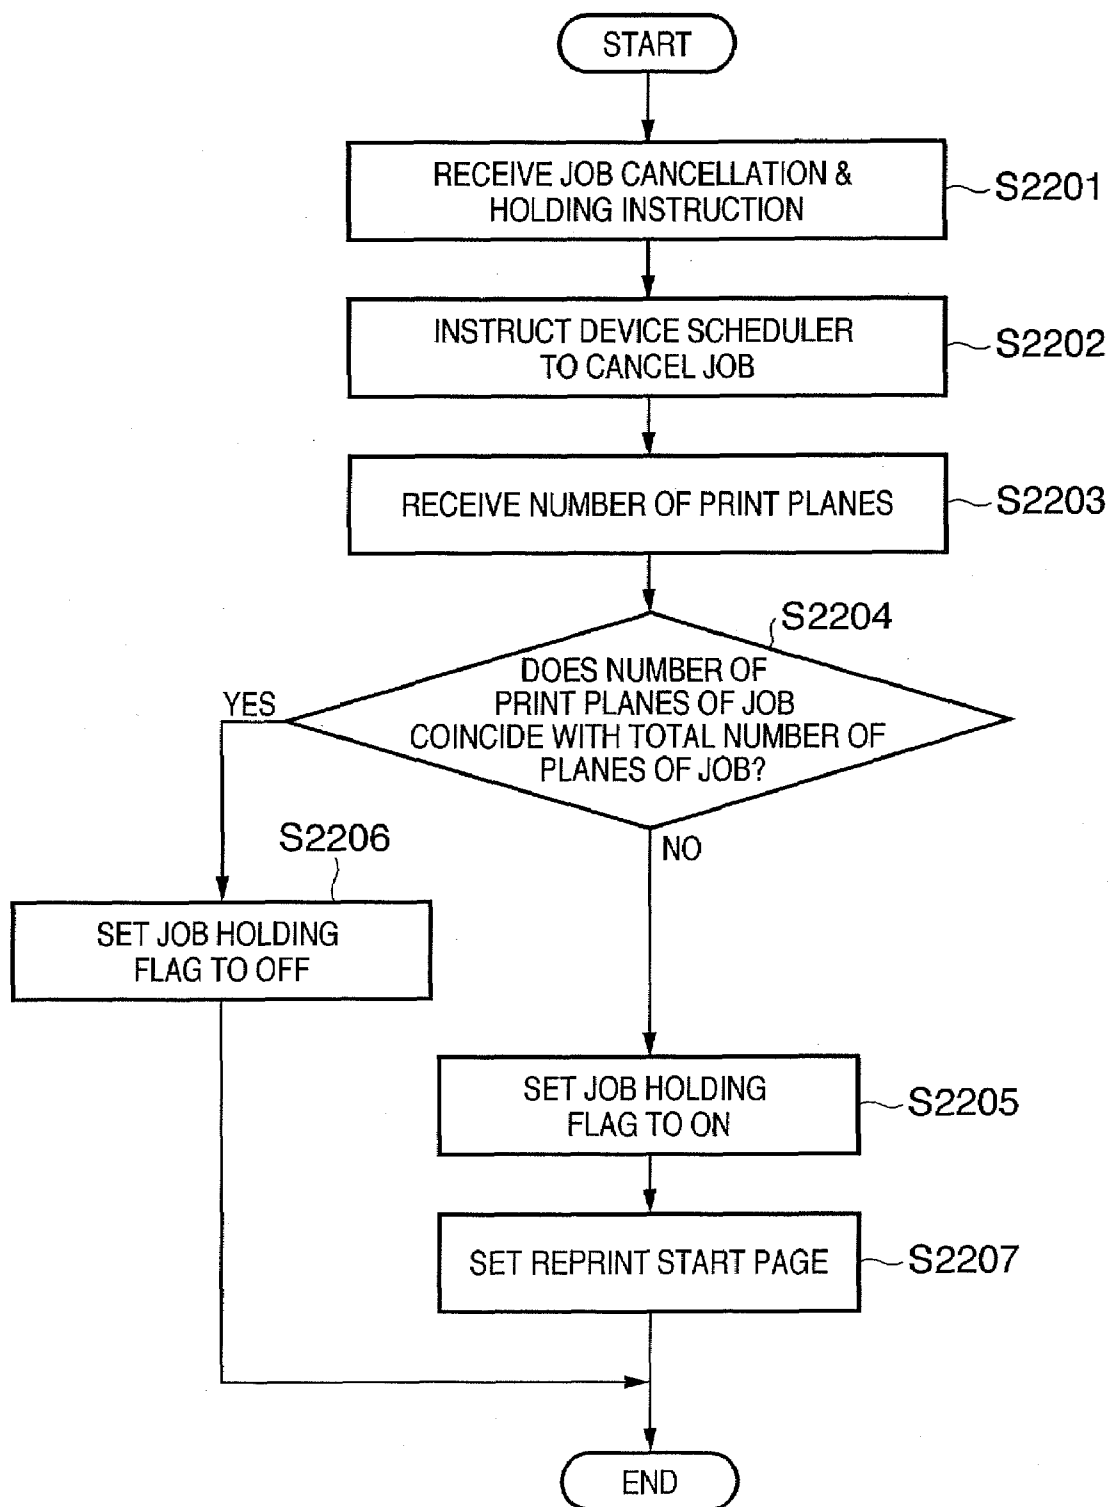 START
RECEIVE JOB CANCELLATION &
HOLDING INSTRUCTION
S2201
INSTRUCT DEVICE SCHEDULER
TO CANCEL JOB
S2202
RECEIVE NUMBER OF PRINT PLANES
S2203
S2204
DOES NUMBER OF
PRINT PLANES OF JOB
COINCIDE WITH TOTAL NUMBER OF
PLANES OF JOB?
YES
NO
S2206
SET JOB HOLDING
FLAG TO OFF
SET JOB HOLDING
FLAG TO ON
S2205
SET REPRINT START PAGE
S2207
END